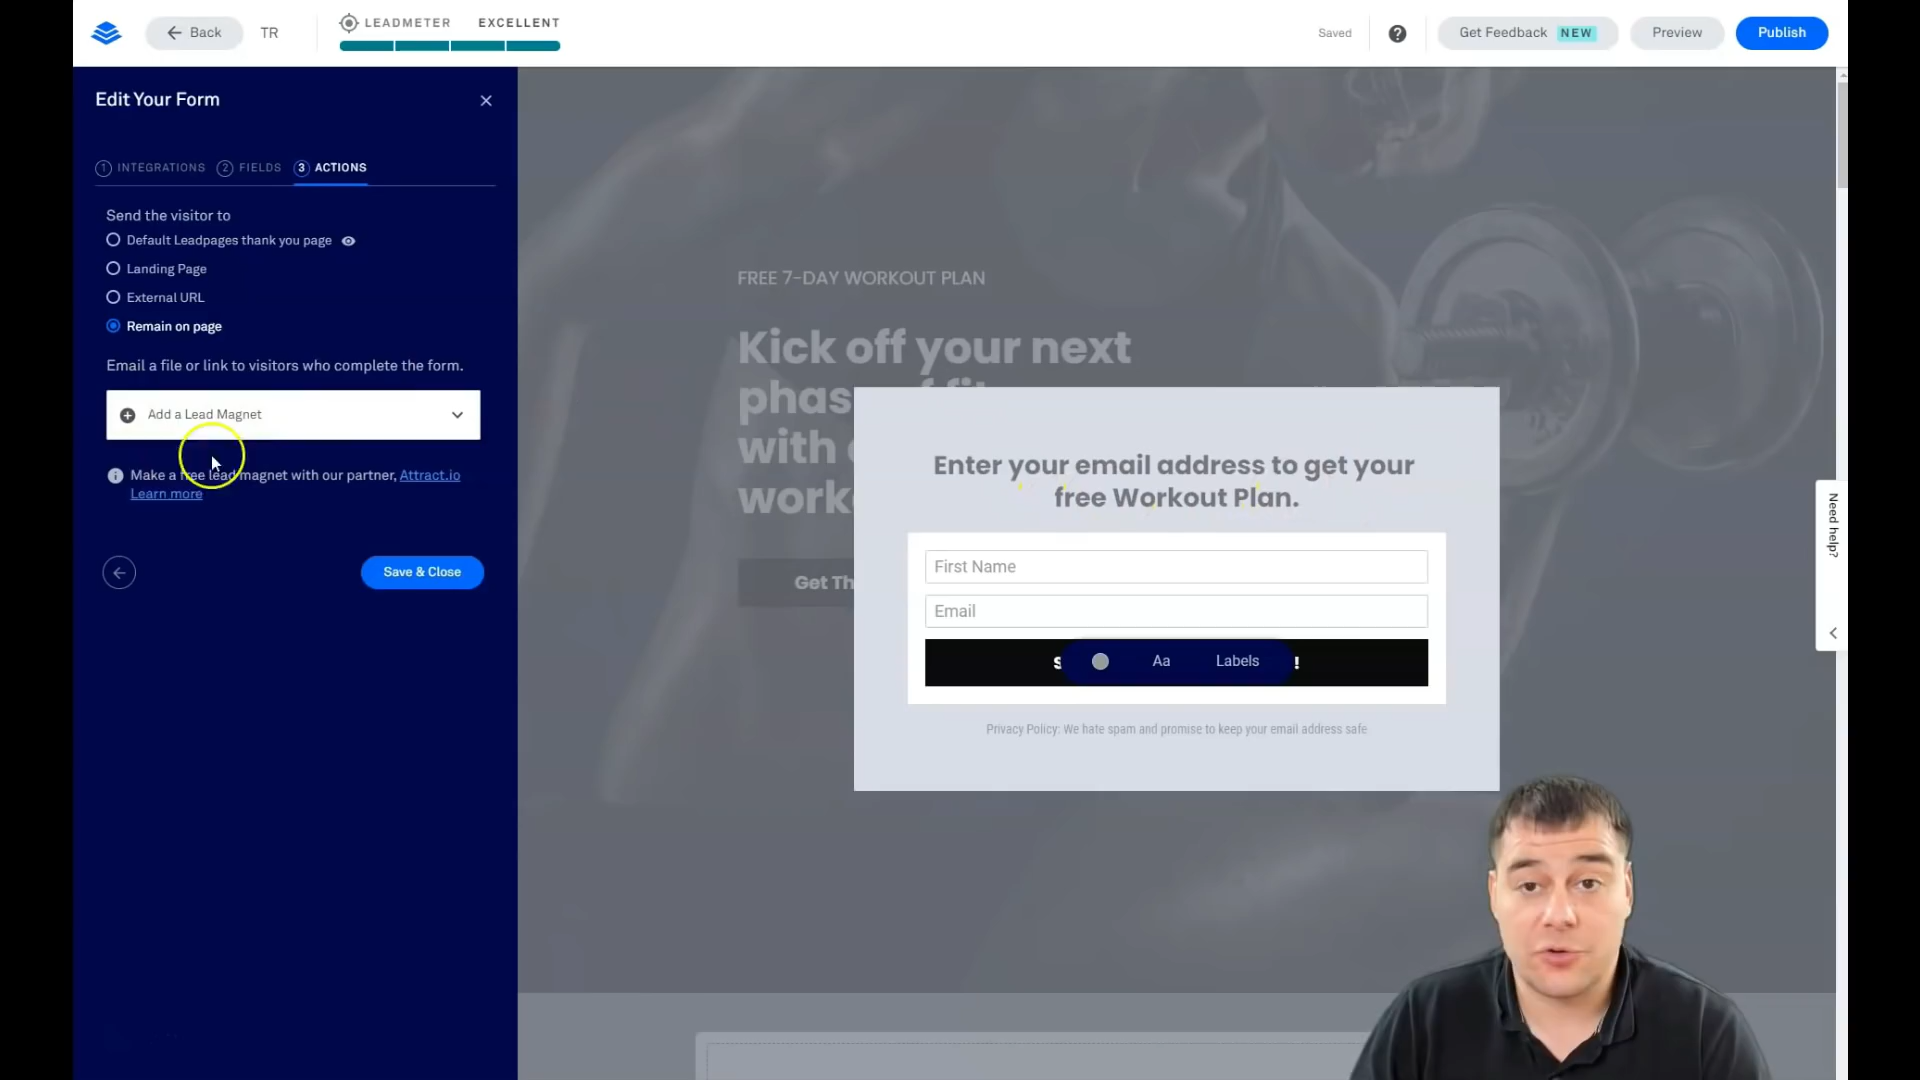 Back
TR
LEADMETER EXCELLENT
Saved
?
Get Feedback NEW
Preview
Publish
Edit Your Form
1 INTEGRATIONS 2 FIELDS 3 ACTIONS
Send the visitor to
Default Leadpages thank you page
Landing Page
External URL
Remain on page
Email a file or link to visitors who complete the form.
Add a Lead Magnet
Make a free lead magnet with our partner, Attract.io
Learn more
Save & Close
FREE 7-DAY WORKOUT PLAN
Kick off your next
phas
with
work
Get Th
Enter your email address to get your
free Workout Plan.
First Name
Email
Aa Labels !
Privacy Policy: We hate spam and promise to keep your email address safe
Need help?